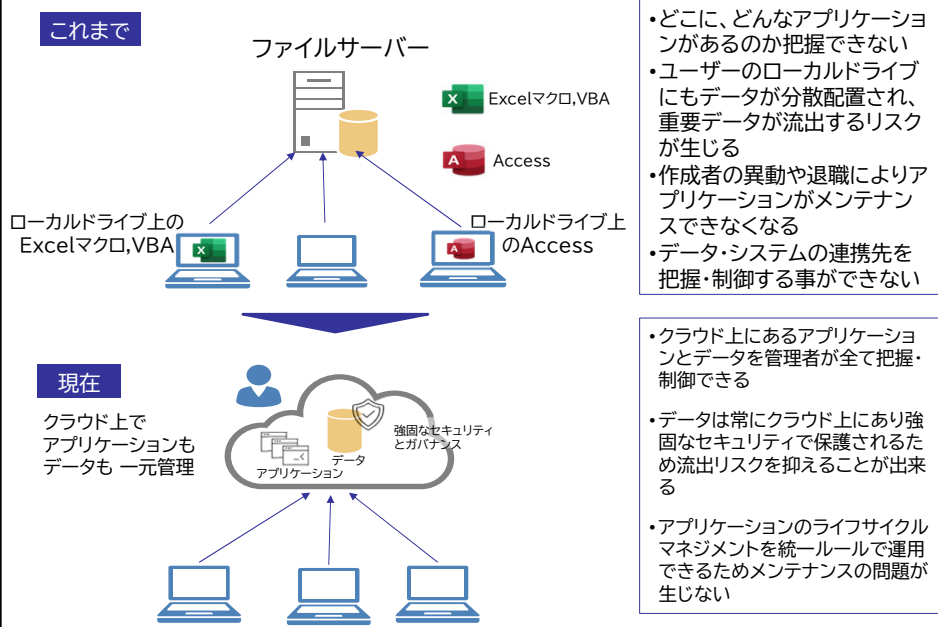 これまで
ファイルサーバー
Excelマクロ,VBA
Access
ローカルドライブ上の
Excelマクロ,VBA
ローカルドライブ上
のAccess
•どこに、どんなアプリケーショ
ンがあるのか把握できない
•ユーザーのローカルドライブ
にもデータが分散配置され、
重要データが流出するリスク
が生じる
•作成者の異動や退職によりア
プリケーションがメンテナン
スできなくなる
•データ・システムの連携先を
把握・制御する事ができない
現在
クラウド上で
アプリケーションも
データも 一元管理
強固なセキュリティ
とガバナンス
データ
アプリケーション
•クラウド上にあるアプリケーショ
ンとデータを管理者が全て把握・
制御できる
•データは常にクラウド上にあり強
固なセキュリティで保護されるた
め流出リスクを抑えることが出来
る
•アプリケーションのライフサイクル
マネジメントを統一ルールで運用
できるためメンテナンスの問題が
生じない